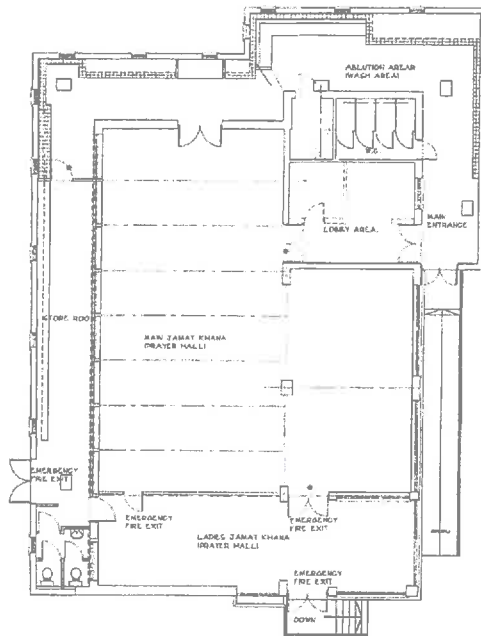 ABLUTION AREAR
(WASH AREA)
W.C
LOBBY AREA.
MAIN
ENTRANCE
STORE ROOM
MAIN JAMAT KHANA
(PRAYER HALL)
EMERGENCY
FIRE EXIT
EMERGENCY
FIRE EXIT
EMERGENCY
FIRE EXIT
LADIES JAMAT KHANA
(PRAYER HALL)
EMERGENCY
FIRE EXIT
DOWN